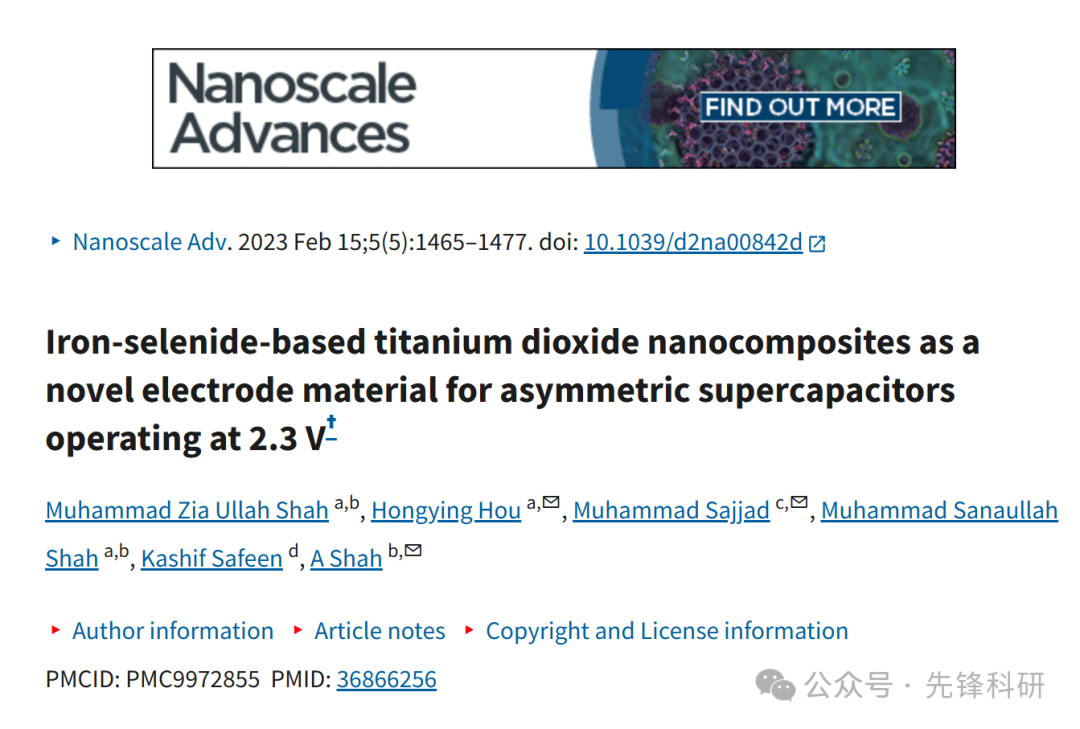 Nanoscale
Advances
FIND OUT MORE
Nanoscale Adv. 2023 Feb 15;5(5):1465–1477. doi: 10.1039/d2na00842d
Iron-selenide-based titanium dioxide nanocomposites as a
novel electrode material for asymmetric supercapacitors
operating at 2.3 V†
Muhammad Zia Ullah Shah a,b, Hongying Hou a,✉, Muhammad Sajjad c,✉, Muhammad Sanaullah
Shah a,b, Kashif Safeen d, A Shah b,✉
Author information Article notes Copyright and License information
PMCID: PMC9972855 PMID: 36866256
公众号 · 先锋科研